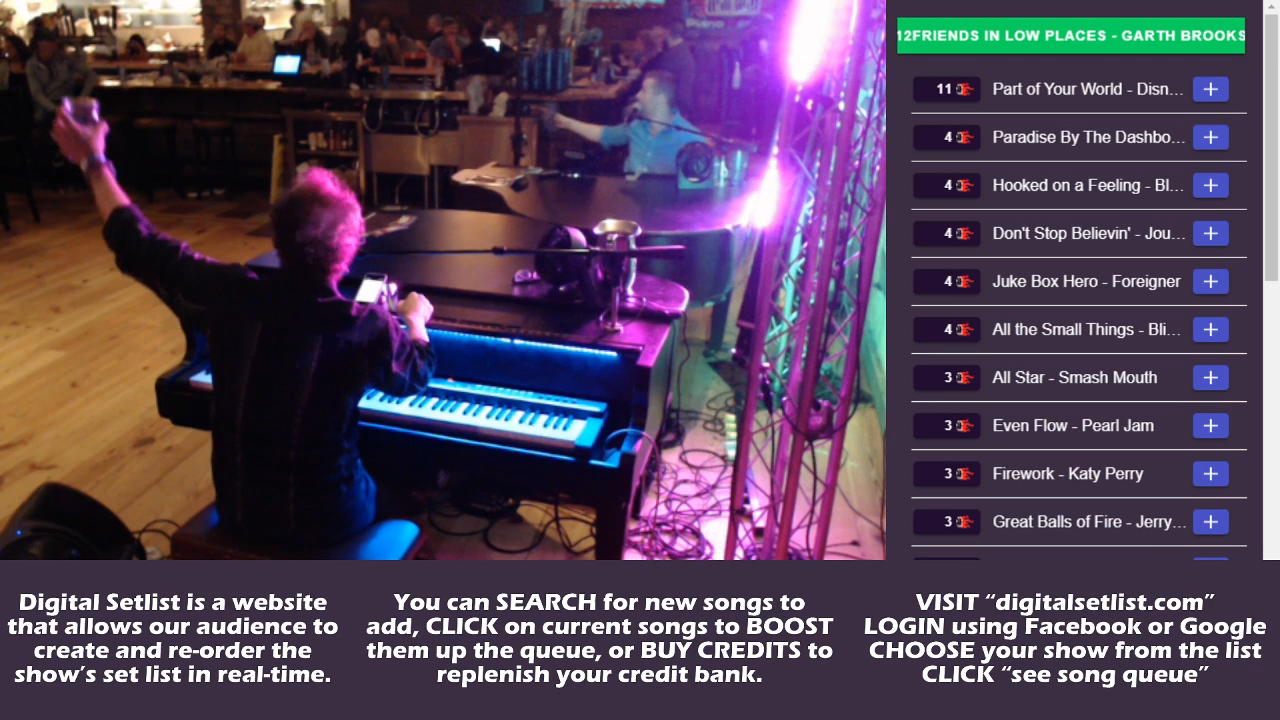 Piano
12FRIENDS IN LOW PLACES - GARTH BROOKS
11 Part of Your World - Disn...
4 Paradise By The Dashbo...
4 Hooked on a Feeling - Bl...
4 Don't Stop Believin' - Jou...
4 Juke Box Hero - Foreigner
4 All the Small Things - Bli...
3 All Star - Smash Mouth
3 Even Flow - Pearl Jam
3 Firework - Katy Perry
3 Great Balls of Fire - Jerry...
Digital Setlist is a website
that allows our audience to
create and re-order the
show's set list in real-time.
You can SEARCH for new songs to
add, CLICK on current songs to BOOST
them up the queue, or BUY CREDITS to
replenish your credit bank.
VISIT “digitalsetlist.com”
LOGIN using Facebook or Google
CHOOSE your show from the list
CLICK “see song queue”